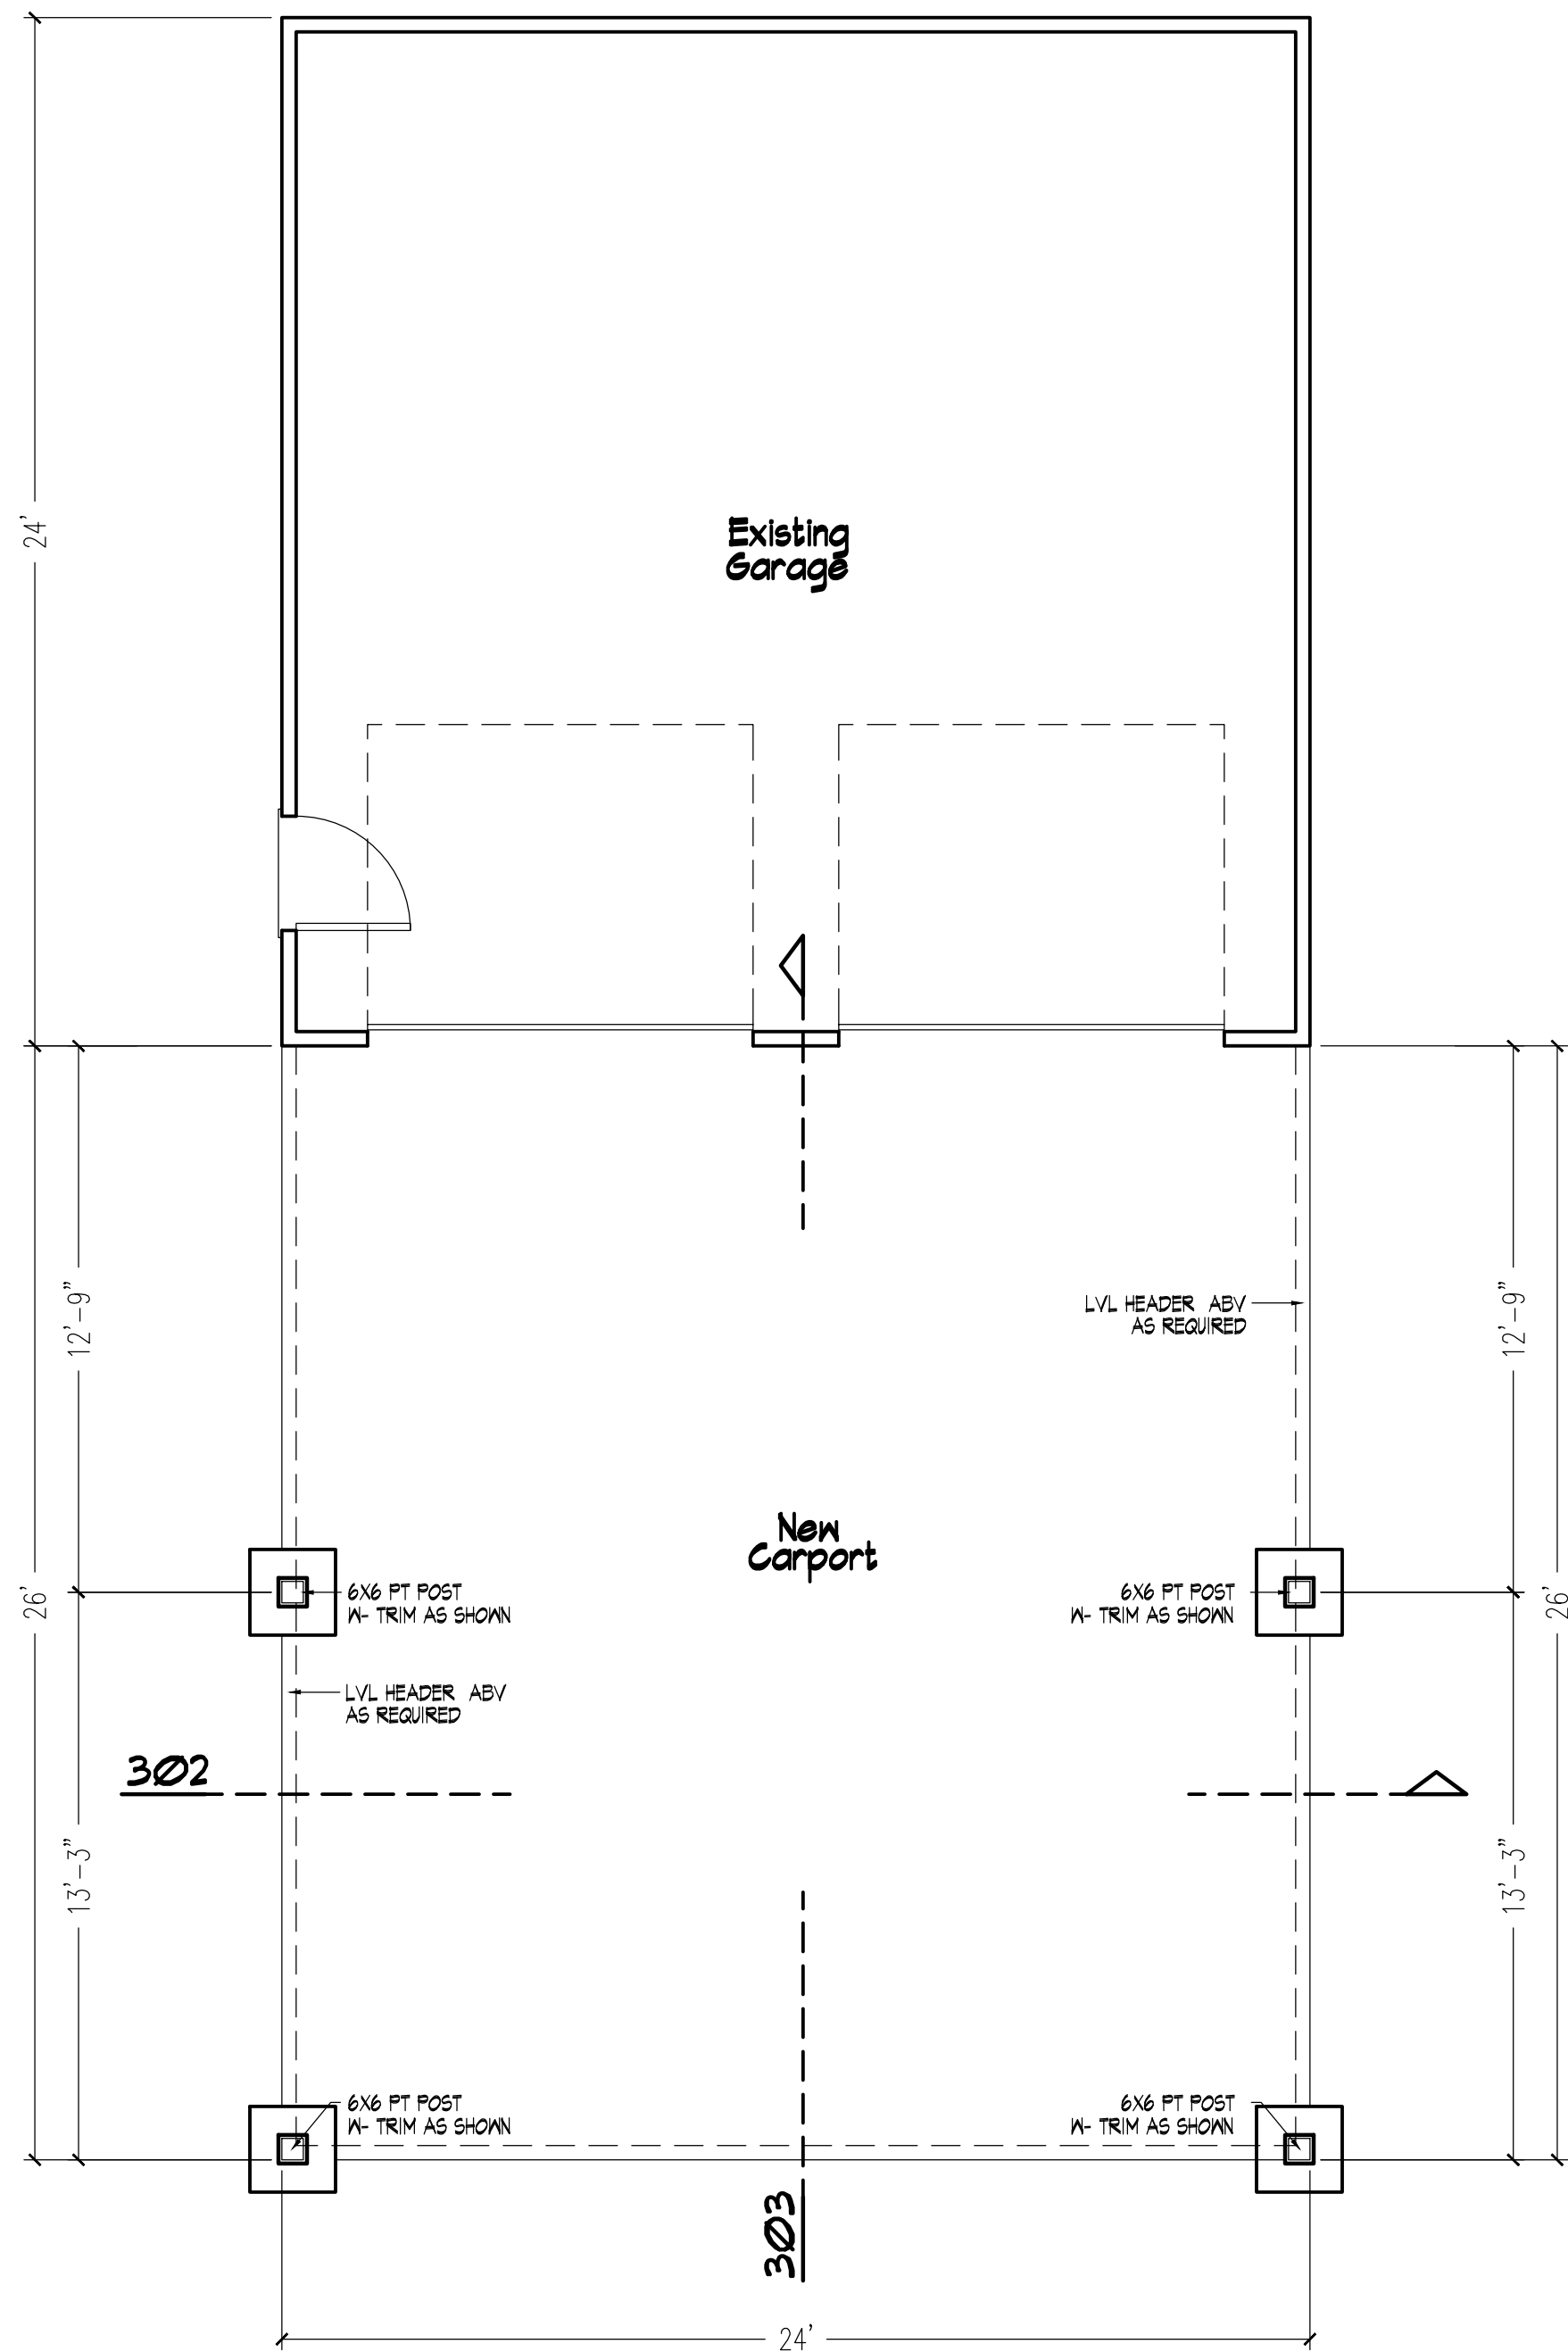 24'
Existing
Garage
12'-9"
LVL HEADER ABV
AS REQUIRED
12'-9"
New
Carport
26'
6X6 PT POST
W- TRIM AS SHOWN
6X6 PT POST
W- TRIM AS SHOWN
26'
LVL HEADER ABV
AS REQUIRED
3Ø2
13'-3"
13'-3"
6X6 PT POST
W- TRIM AS SHOWN
6X6 PT POST
W- TRIM AS SHOWN
3Ø3
24'